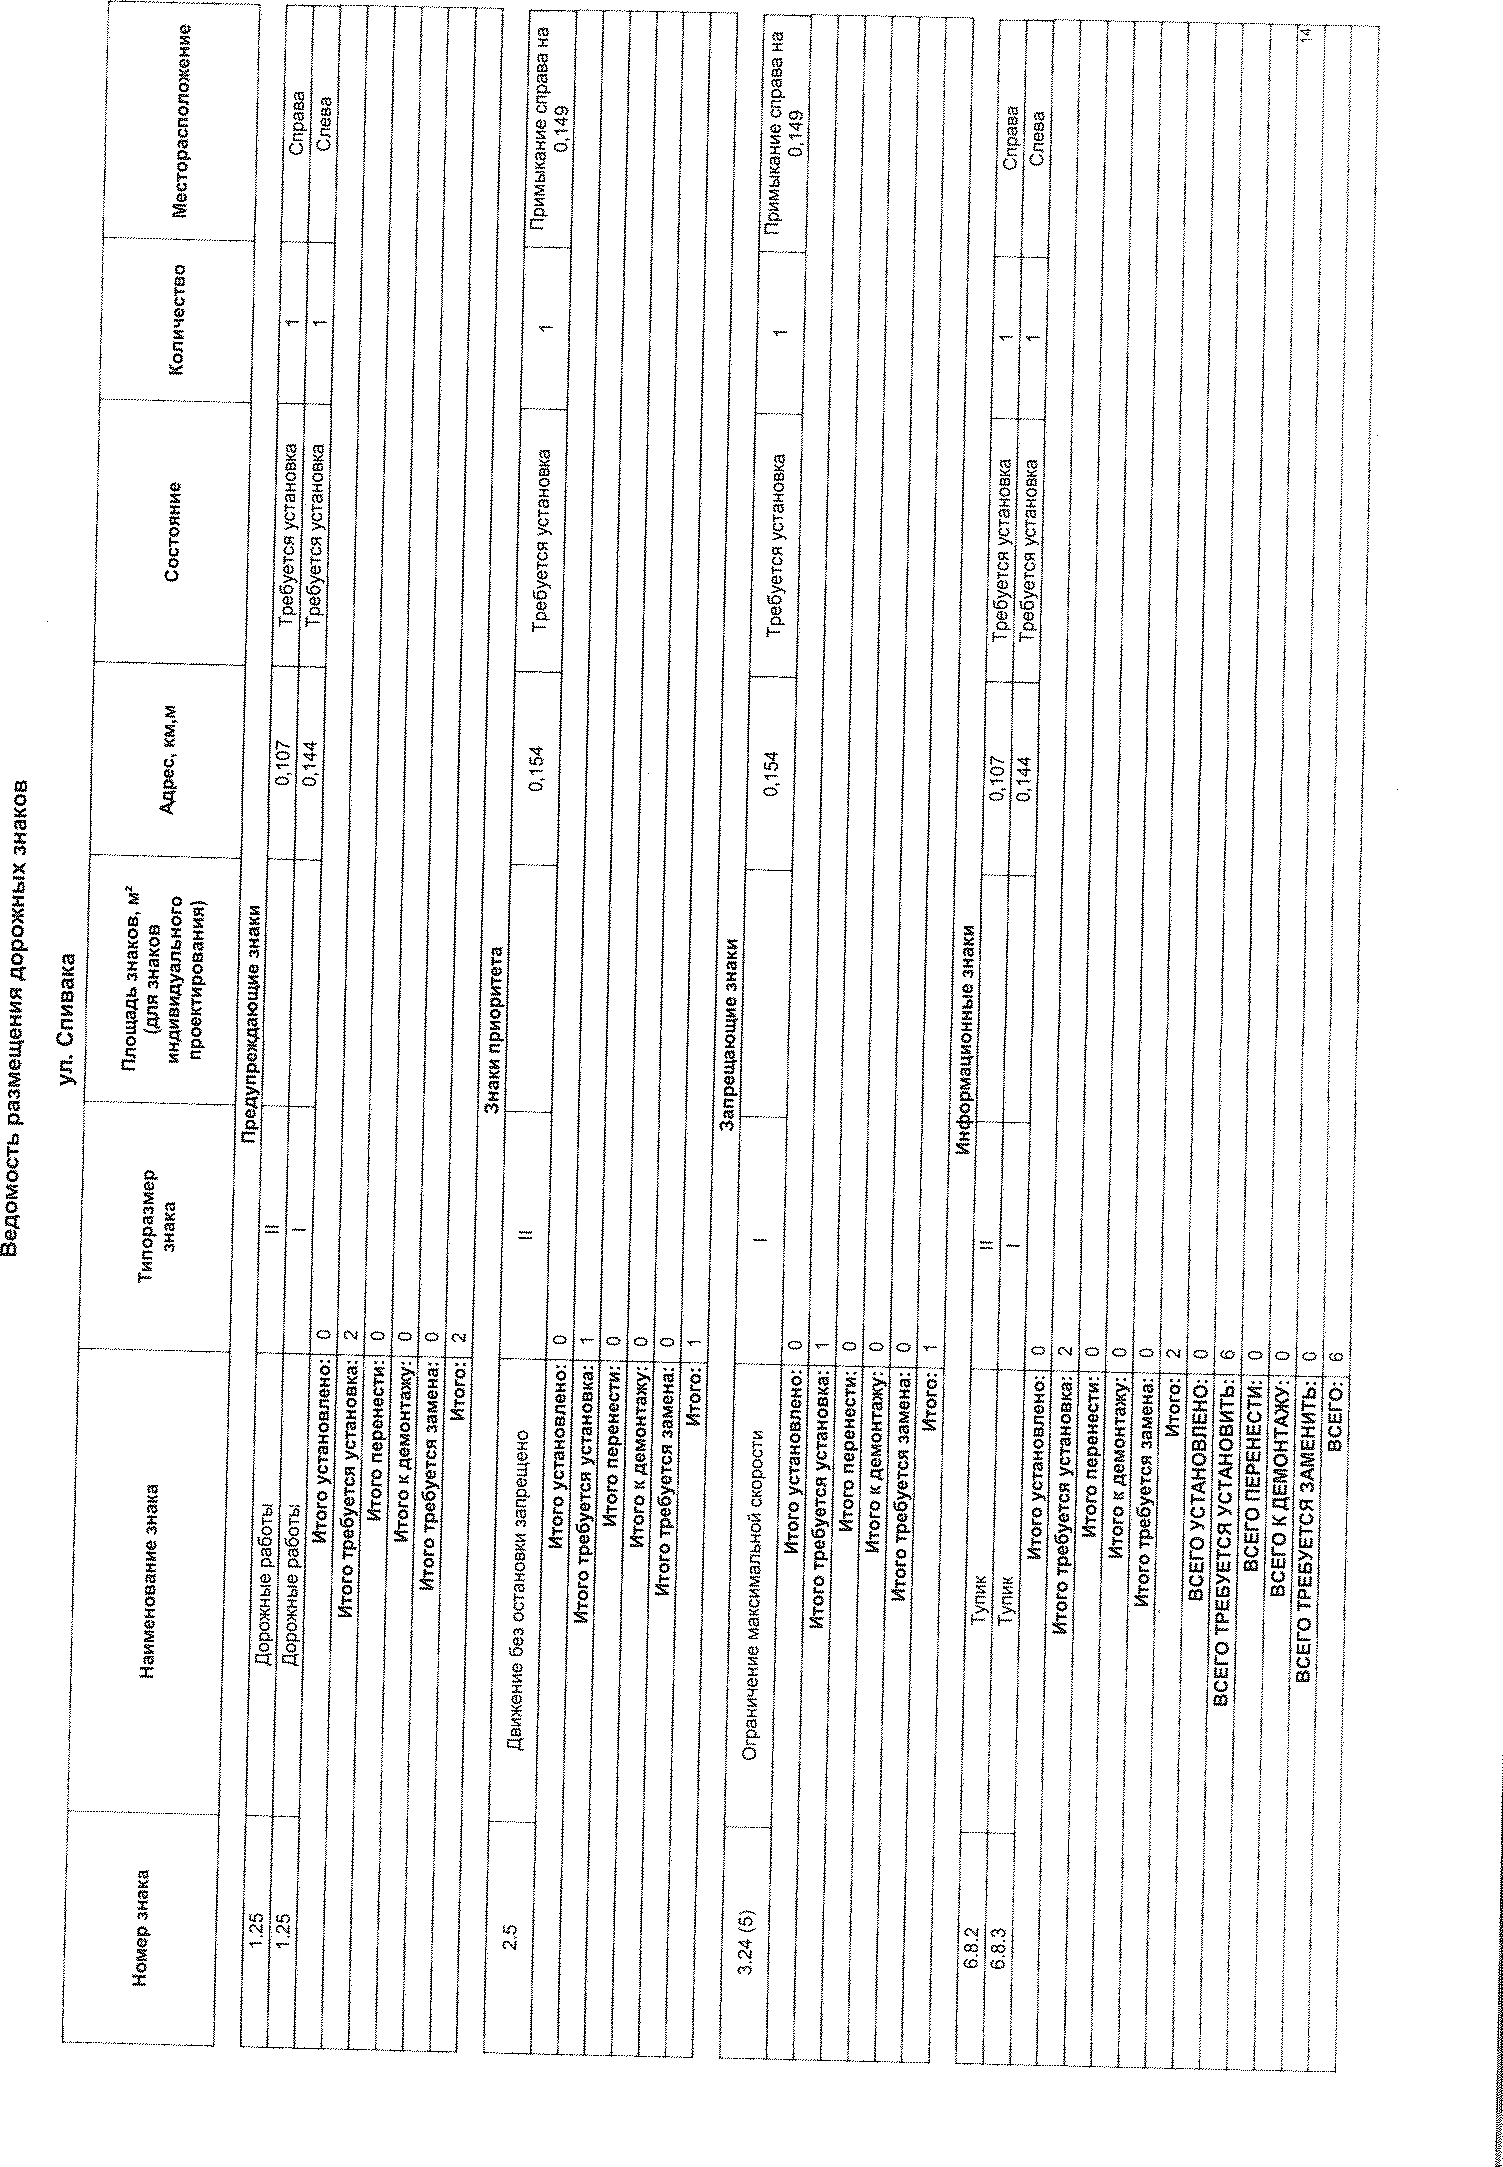 Ведомость размещения дорожных знаков
ул. Спивака
Номер знака Наименование знака Типоразмер знака Площадь знаков, м² (для знаков индивидуального проектирования) Адрес, км,м Состояние Количество Месторасположение
Предупреждающие знаки
1.25 Дорожные работы II 0,107 Требуется установка 1 Справа
1.25 Дорожные работы I 0,144 Требуется установка 1 Слева
Итого установлено: 0
Итого требуется установка: 2
Итого перенести: 0
Итого к демонтажу: 0
Итого требуется замена: 0
Итого: 2
Знаки приоритета
2.5 Движение без остановки запрещено II 0,154 Требуется установка 1 Примыкание справа на 0,149
Итого установлено: 0
Итого требуется установка: 1
Итого перенести: 0
Итого к демонтажу: 0
Итого требуется замена: 0
Итого: 1
Запрещающие знаки
3.24 (5) Ограничение максимальной скорости I 0,154 Требуется установка 1 Примыкание справа на 0,149
Итого установлено: 0
Итого требуется установка: 1
Итого перенести: 0
Итого к демонтажу: 0
Итого требуется замена: 0
Итого: 1
Информационные знаки
6.8.2 Тупик II 0,107 Требуется установка 1 Справа
6.8.3 Тупик I 0,144 Требуется установка 1 Слева
Итого установлено: 0
Итого требуется установка: 2
Итого перенести: 0
Итого к демонтажу: 0
Итого требуется замена: 0
Итого: 2
ВСЕГО УСТАНОВЛЕНО: 0
ВСЕГО ТРЕБУЕТСЯ УСТАНОВИТЬ: 6
ВСЕГО ПЕРЕНЕСТИ: 0
ВСЕГО К ДЕМОНТАЖУ: 0
ВСЕГО ТРЕБУЕТСЯ ЗАМЕНИТЬ: 0
ВСЕГО: 6
14